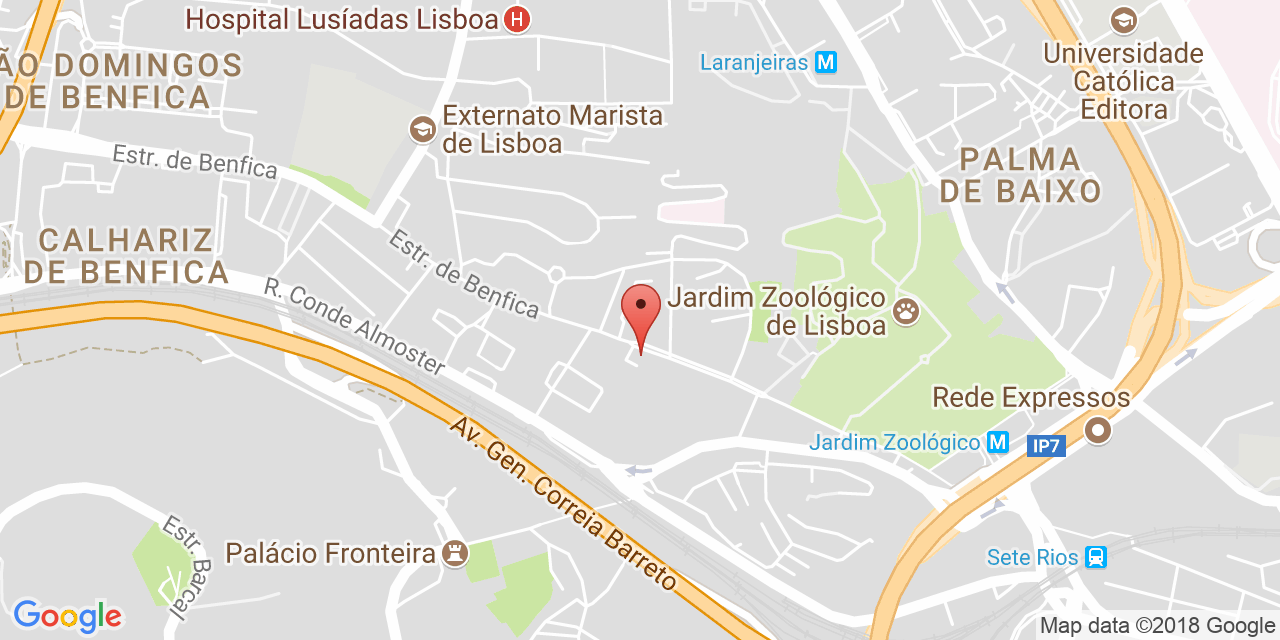 Hospital Lusíadas Lisboa H
ÃO DOMINGOS
DE BENFICA
Laranjeiras M
Universidade
Católica
Editora
Externato Marista
de Lisboa
Estr. de Benfica
PALMA
DE BAIXO
CALHARIZ
DE BENFICA
Estr. de Benfica
R. Conde Almoster
Jardim Zoológico
de Lisboa
Rede Expressos
Jardim Zoológico M
IP7
Av. Gen. Correia Barreto
Estr. Barcal
Palácio Fronteira
Sete Rios
Google
Map data ©2018 Google